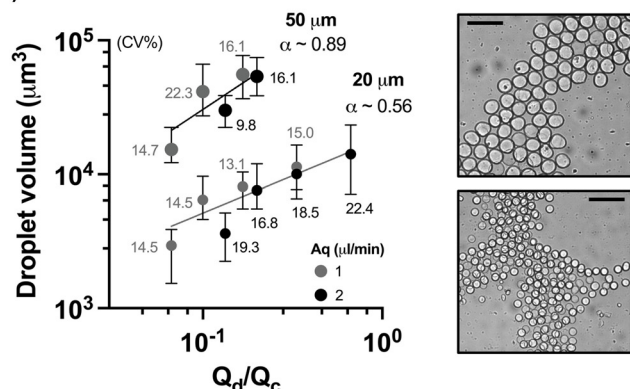 50 μm
α ~ 0.89
20 μm
α ~ 0.56
(CV%)
Droplet volume (μm³)
10⁵
10⁴
10³
16.1
22.3
16.1
9.8
14.7
15.0
13.1
14.5
14.5
16.8
18.5
22.4
19.3
Aq (μl/min)
1
2
10⁻¹
10⁰
Qd/Qc